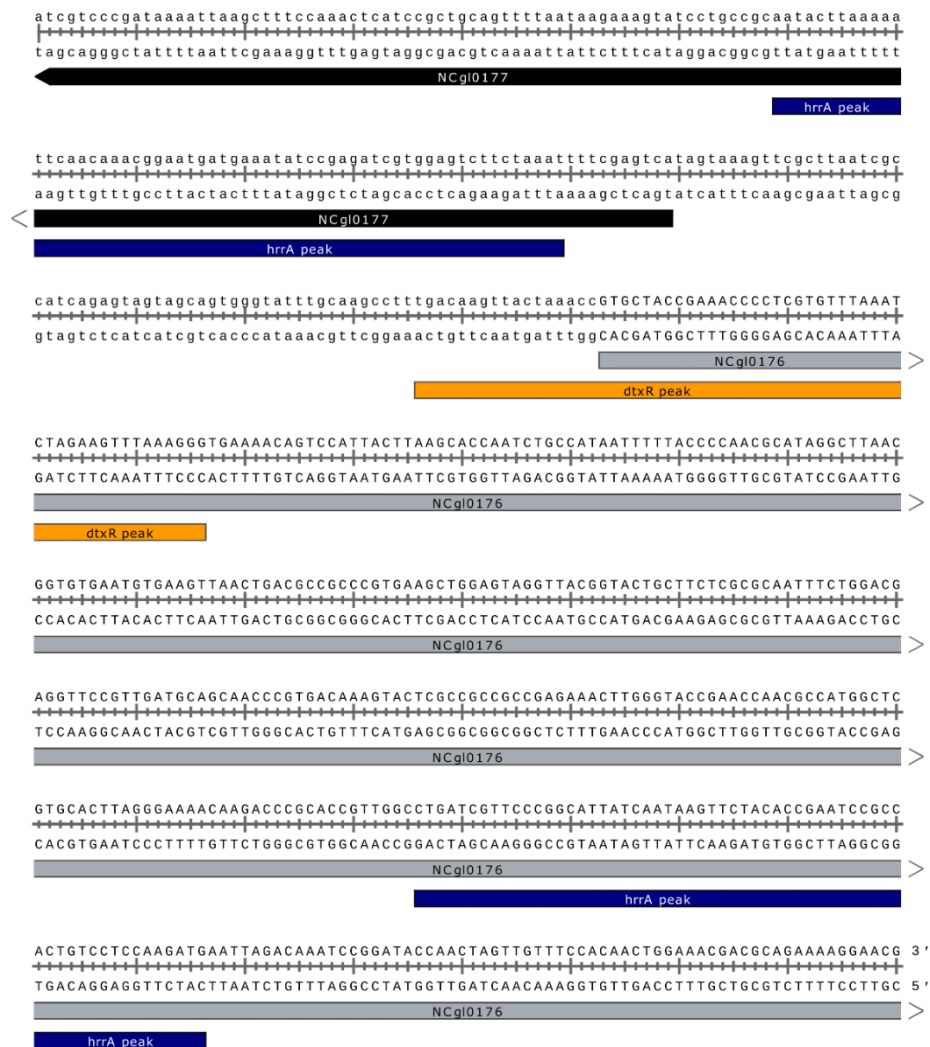 atcgtcccgataaaattaagctttccaaactcatccgctgcagttttaataagaaagtatcctgccgcaatacttaaaaa
tagcagggctattttaattcgaaaggtttgagtaggcgacgtcaaaattattctttcataggacggcgttatgaattttt
NCgl0177
hrrA peak
ttcaacaaacggaatgatgaaatatccgagatcgtggagtcttctaaattttcgagtcatagtaaagttcgcttaatcgc
aagttgtttgccttactactttataggctctagcacctcagaagatttaaaagctcagtatcatttcaagcgaattagcg
<
NCgl0177
hrrA peak
catcagagtagtagcagtgggtatttgcaagcctttgacaagttactaaaccGTGCTACCGAAACCCCTCGTGTTTAAAT
gtagtctcatcatcgtcacccataaacgttcggaaactgttcaatgatttggCACGATGGCTTTGGGGAGCACAAATTTA
NCgl0176 >
dtxR peak
CTAGAAGTTTAAAGGGTGAAAACAGTCCATTACTTAAGCACCAATCTGCCATAATTTTTACCCCAACGCATAGGCTTAAC
GATCTTCAAATTTCCCACTTTTGTCAGGTAATGAATTCGTGGTTAGACGGTATTAAAAATGGGGTTGCGTATCCGAATTG
NCgl0176 >
dtxR peak
GGTGTGAATGTGAAGTTAACTGACGCCGCCCGTGAAGCTGGAGTAGGTTACGGTACTGCTTCTCGCGCAATTTCTGGACG
CCACACTTACACTTCAATTGACTGCGGCGGGCACTTCGACCTCATCCAATGCCATGACGAAGAGCGCGTTAAAGACCTGC
NCgl0176 >
AGGTTCCGTTGATGCAGCAACCCGTGACAAAGTACTCGCCGCCGCCGAGAAACTTGGGTACCGAACCAACGCCATGGCTC
TCCAAGGCAACTACGTCGTTGGGCACTGTTTCATGAGCGGCGGCGGCTCTTTGAACCCATGGCTTGGTTGCGGTACCGAG
NCgl0176 >
GTGCACTTAGGGAAAACAAGACCCGCACCGTTGGCCTGATCGTTCCCGGCATTATCAATAAGTTCTACACCGAATCCGCC
CACGTGAATCCCTTTTGTTCTGGGCGTGGCAACCGGACTAGCAAGGGCCGTAATAGTTATTCAAGATGTGGCTTAGGCGG
NCgl0176 >
hrrA peak
ACTGTCCTCCAAGATGAATTAGACAAATCCGGATACCAACTAGTTGTTTCCACAACTGGAAACGACGCAGAAAAGGAACG 3′
TGACAGGAGGTTCTACTTAATCTGTTTAGGCCTATGGTTGATCAACAAAGGTGTTGACCTTTGCTGCGTCTTTTCCTTGC 5′
NCgl0176 >
hrrA peak